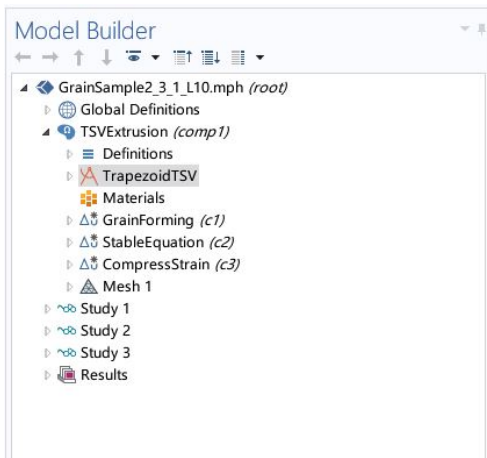 Model Builder
GrainSample2_3_1_L10.mph (root)
Global Definitions
TSVExtrusion (comp1)
Definitions
TrapezoidTSV
Materials
GrainForming (c1)
StableEquation (c2)
CompressStrain (c3)
Mesh 1
Study 1
Study 2
Study 3
Results